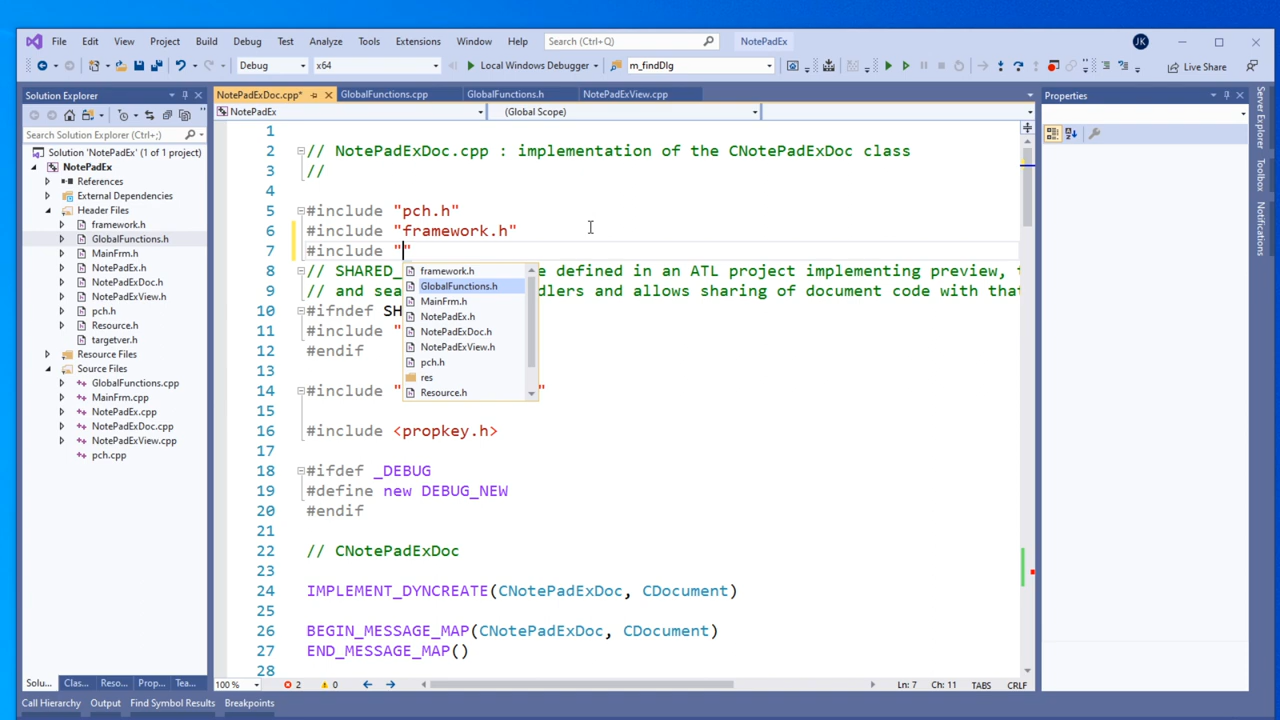 File Edit View Project Build Debug Test Analyze Tools Extensions Window Help Search (Ctrl+Q) NotePadEx JK
Debug x64 Local Windows Debugger m_findDlg Live Share
Solution Explorer
Search Solution Explorer (Ctrl+;)
Solution 'NotePadEx' (1 of 1 project)
NotePadEx
References
External Dependencies
Header Files
framework.h
GlobalFunctions.h
MainFrm.h
NotePadEx.h
NotePadExDoc.h
NotePadExView.h
pch.h
Resource.h
targetver.h
Resource Files
Source Files
GlobalFunctions.cpp
MainFrm.cpp
NotePadEx.cpp
NotePadExDoc.cpp
NotePadExView.cpp
pch.cpp
Solu... Clas... Reso... Prop... Tea...
NotePadExDoc.cpp* GlobalFunctions.cpp GlobalFunctions.h NotePadExView.cpp
NotePadEx (Global Scope)
1
2 // NotePadExDoc.cpp : implementation of the CNotePadExDoc class
3 //
4
5 #include "pch.h"
6 #include "framework.h"
7 #include ""
8 // SHARED_ e defined in an ATL project implementing preview, t
9 // and sea dlers and allows sharing of document code with that
10 #ifndef SH
11 #include "
12 #endif
13
14 #include " "
15
16 #include <propkey.h>
17
18 #ifdef _DEBUG
19 #define new DEBUG_NEW
20 #endif
21
22 // CNotePadExDoc
23
24 IMPLEMENT_DYNCREATE(CNotePadExDoc, CDocument)
25
26 BEGIN_MESSAGE_MAP(CNotePadExDoc, CDocument)
27 END_MESSAGE_MAP()
28
framework.h
GlobalFunctions.h
MainFrm.h
NotePadEx.h
NotePadExDoc.h
NotePadExView.h
pch.h
res
Resource.h
100 % 2 0 Ln: 7 Ch: 11 TABS CRLF
Properties
Server Explorer
Toolbox
Notifications
Call Hierarchy Output Find Symbol Results Breakpoints